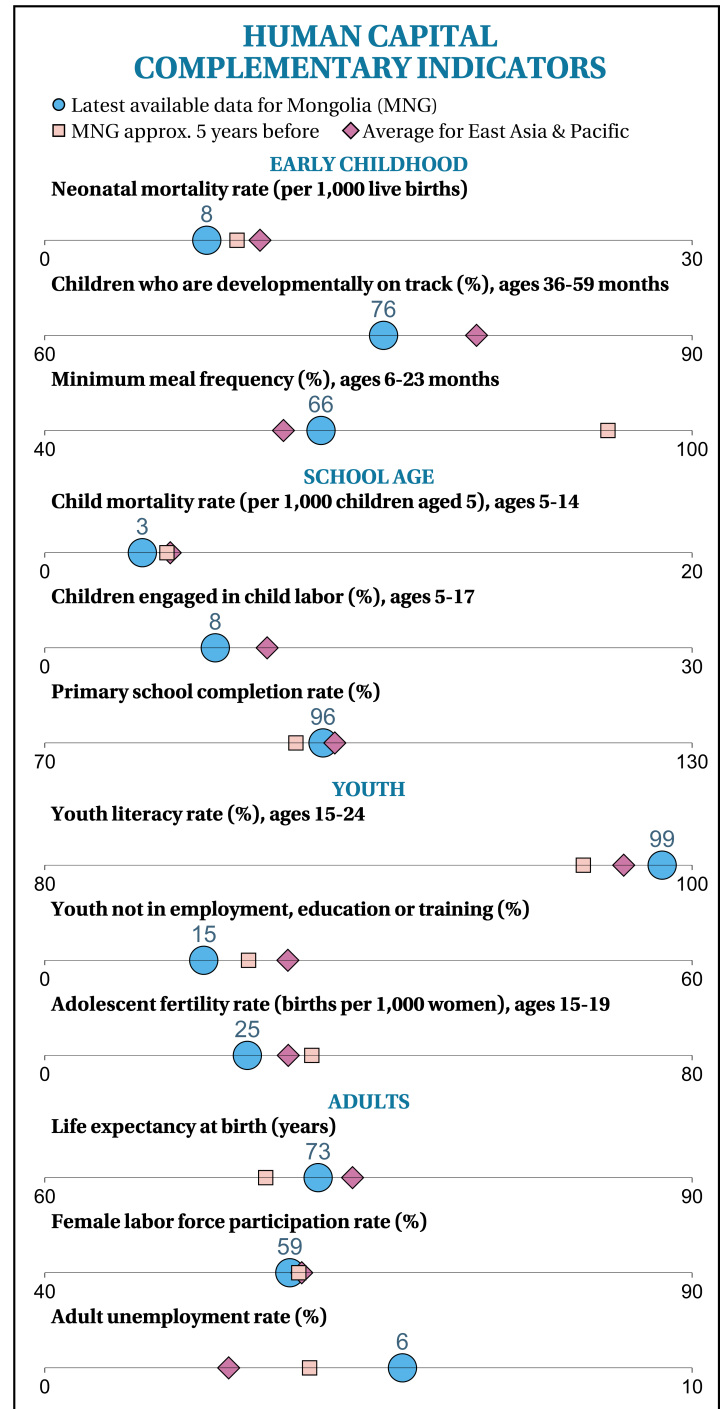 HUMAN CAPITAL
COMPLEMENTARY INDICATORS
Latest available data for Mongolia (MNG)
MNG approx. 5 years before Average for East Asia & Pacific
EARLY CHILDHOOD
Neonatal mortality rate (per 1,000 live births)
8
0 30
Children who are developmentally on track (%), ages 36-59 months
76
60 90
Minimum meal frequency (%), ages 6-23 months
66
40 100
SCHOOL AGE
Child mortality rate (per 1,000 children aged 5), ages 5-14
3
0 20
Children engaged in child labor (%), ages 5-17
8
0 30
Primary school completion rate (%)
96
70 130
YOUTH
Youth literacy rate (%), ages 15-24
99
80 100
Youth not in employment, education or training (%)
15
0 60
Adolescent fertility rate (births per 1,000 women), ages 15-19
25
0 80
ADULTS
Life expectancy at birth (years)
73
60 90
Female labor force participation rate (%)
59
40 90
Adult unemployment rate (%)
6
0 10